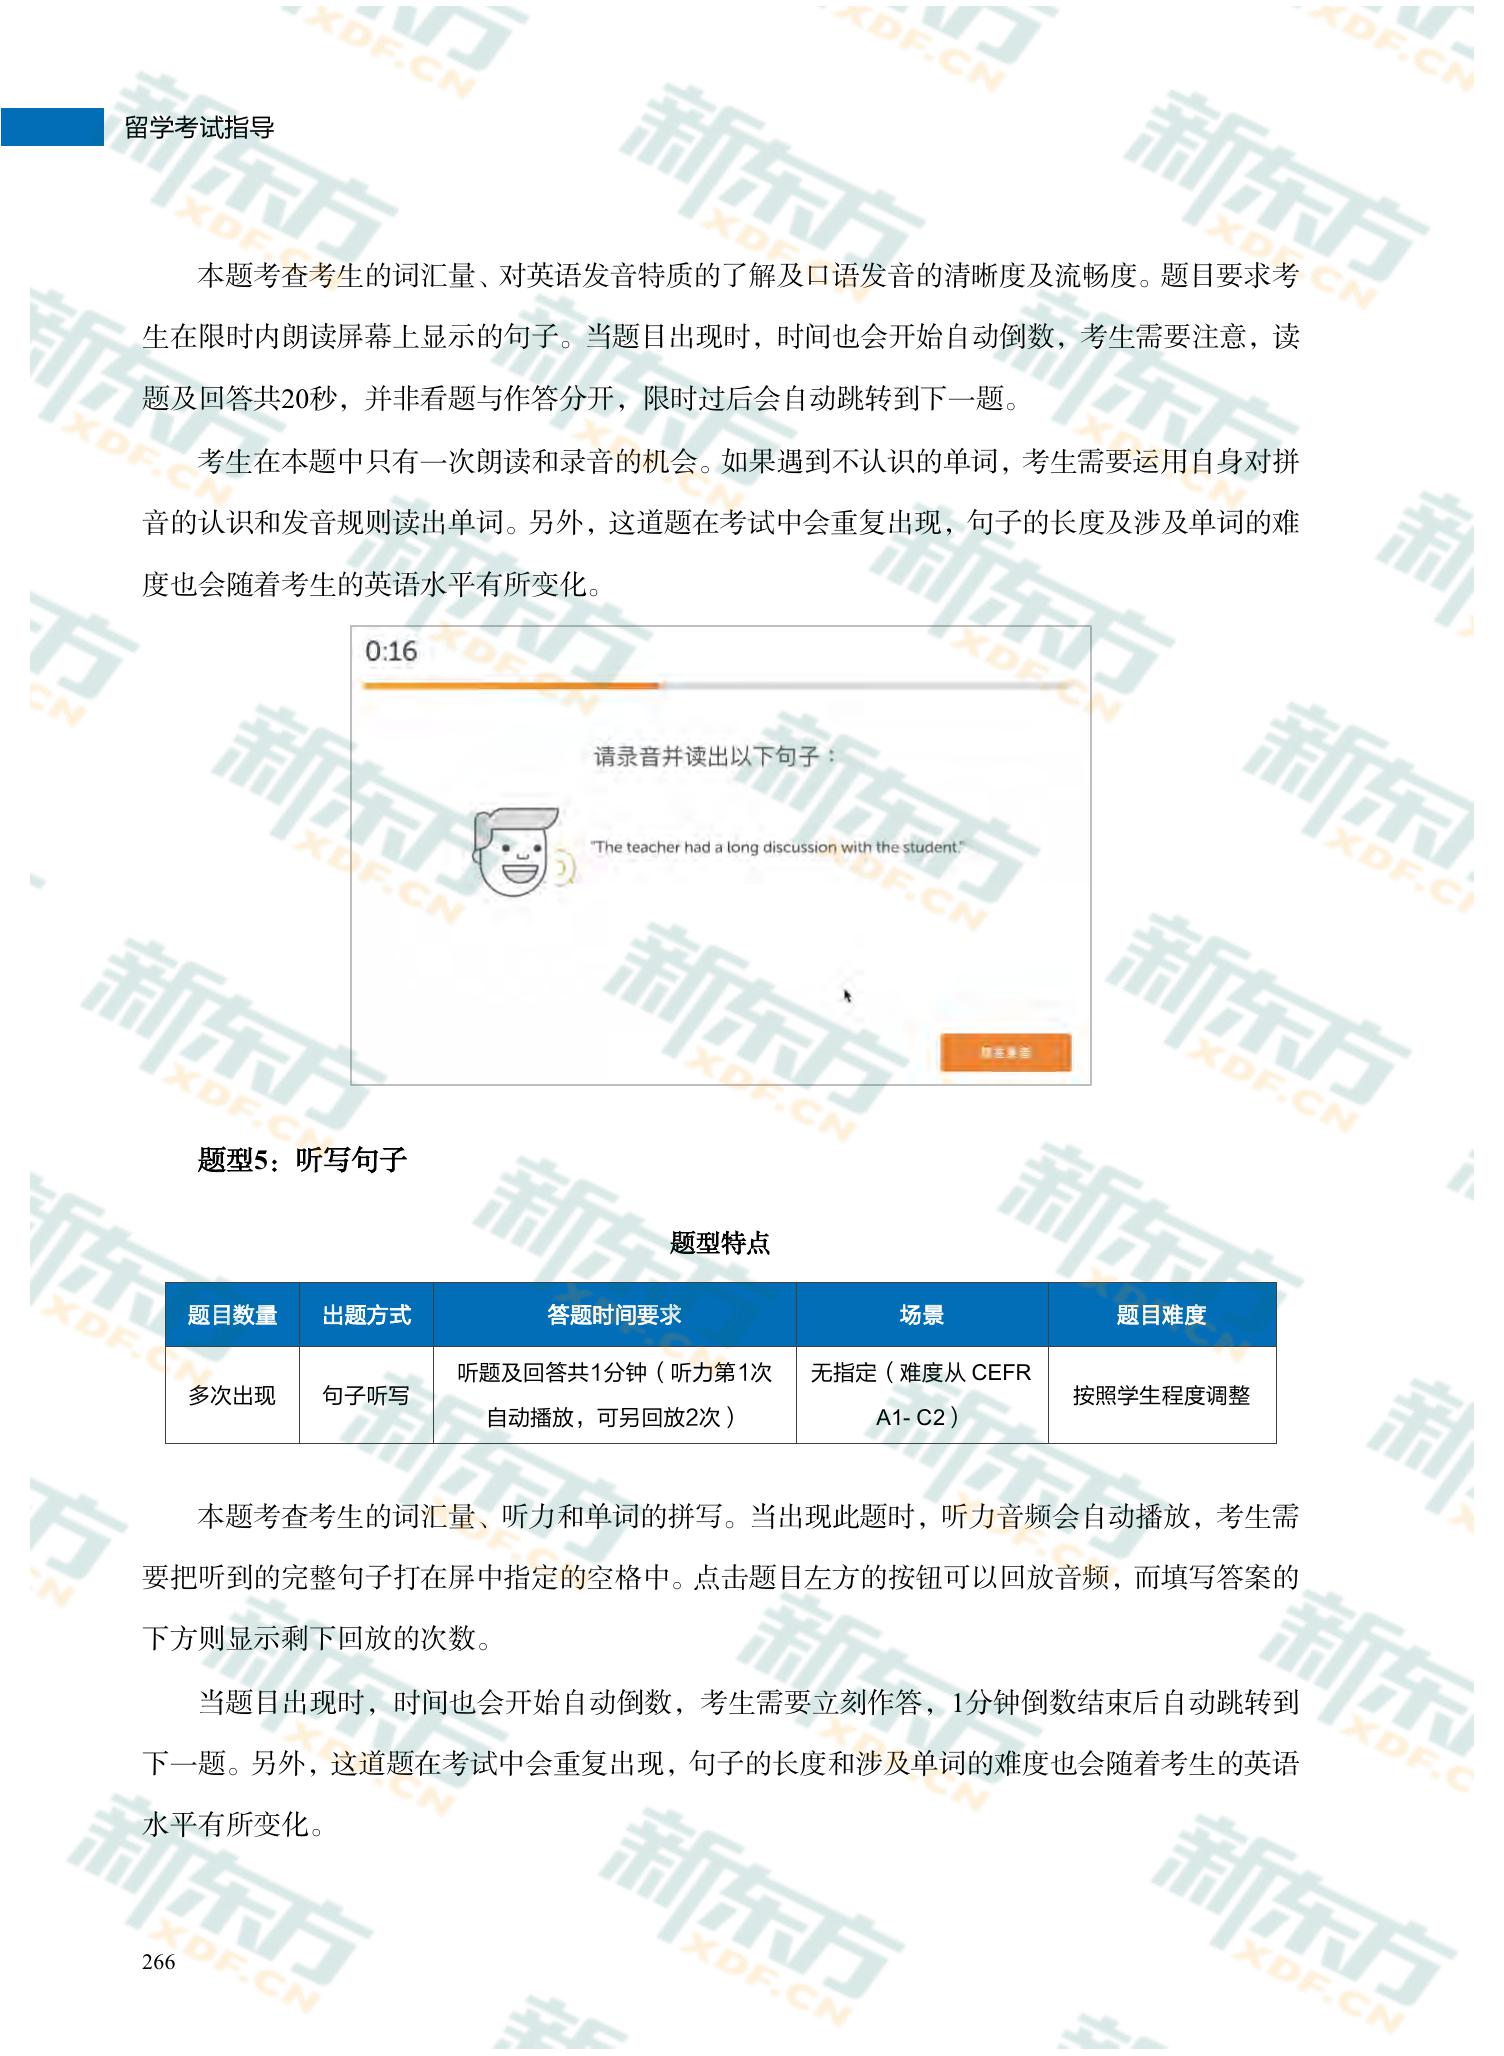 留学考试指导
本题考查考生的词汇量、对英语发音特质的了解及口语发音的清晰度及流畅度。题目要求考
生在限时内朗读屏幕上显示的句子。当题目出现时，时间也会开始自动倒数，考生需要注意，读
题及回答共20秒，并非看题与作答分开，限时过后会自动跳转到下一题。
考生在本题中只有一次朗读和录音的机会。如果遇到不认识的单词，考生需要运用自身对拼
音的认识和发音规则读出单词。另外，这道题在考试中会重复出现，句子的长度及涉及单词的难
度也会随着考生的英语水平有所变化。
0:16
请录音并读出以下句子：
"The teacher had a long discussion with the student."
题型5：听写句子
题型特点
题目数量 出题方式 答题时间要求 场景 题目难度
多次出现 句子听写 听题及回答共1分钟（听力第1次 无指定（难度从 CEFR 按照学生程度调整
自动播放，可另回放2次） A1- C2）
本题考查考生的词汇量、听力和单词的拼写。当出现此题时，听力音频会自动播放，考生需
要把听到的完整句子打在屏中指定的空格中。点击题目左方的按钮可以回放音频，而填写答案的
下方则显示剩下回放的次数。
当题目出现时，时间也会开始自动倒数，考生需要立刻作答，1分钟倒数结束后自动跳转到
下一题。另外，这道题在考试中会重复出现，句子的长度和涉及单词的难度也会随着考生的英语
水平有所变化。
266
新东方
XDF.CN